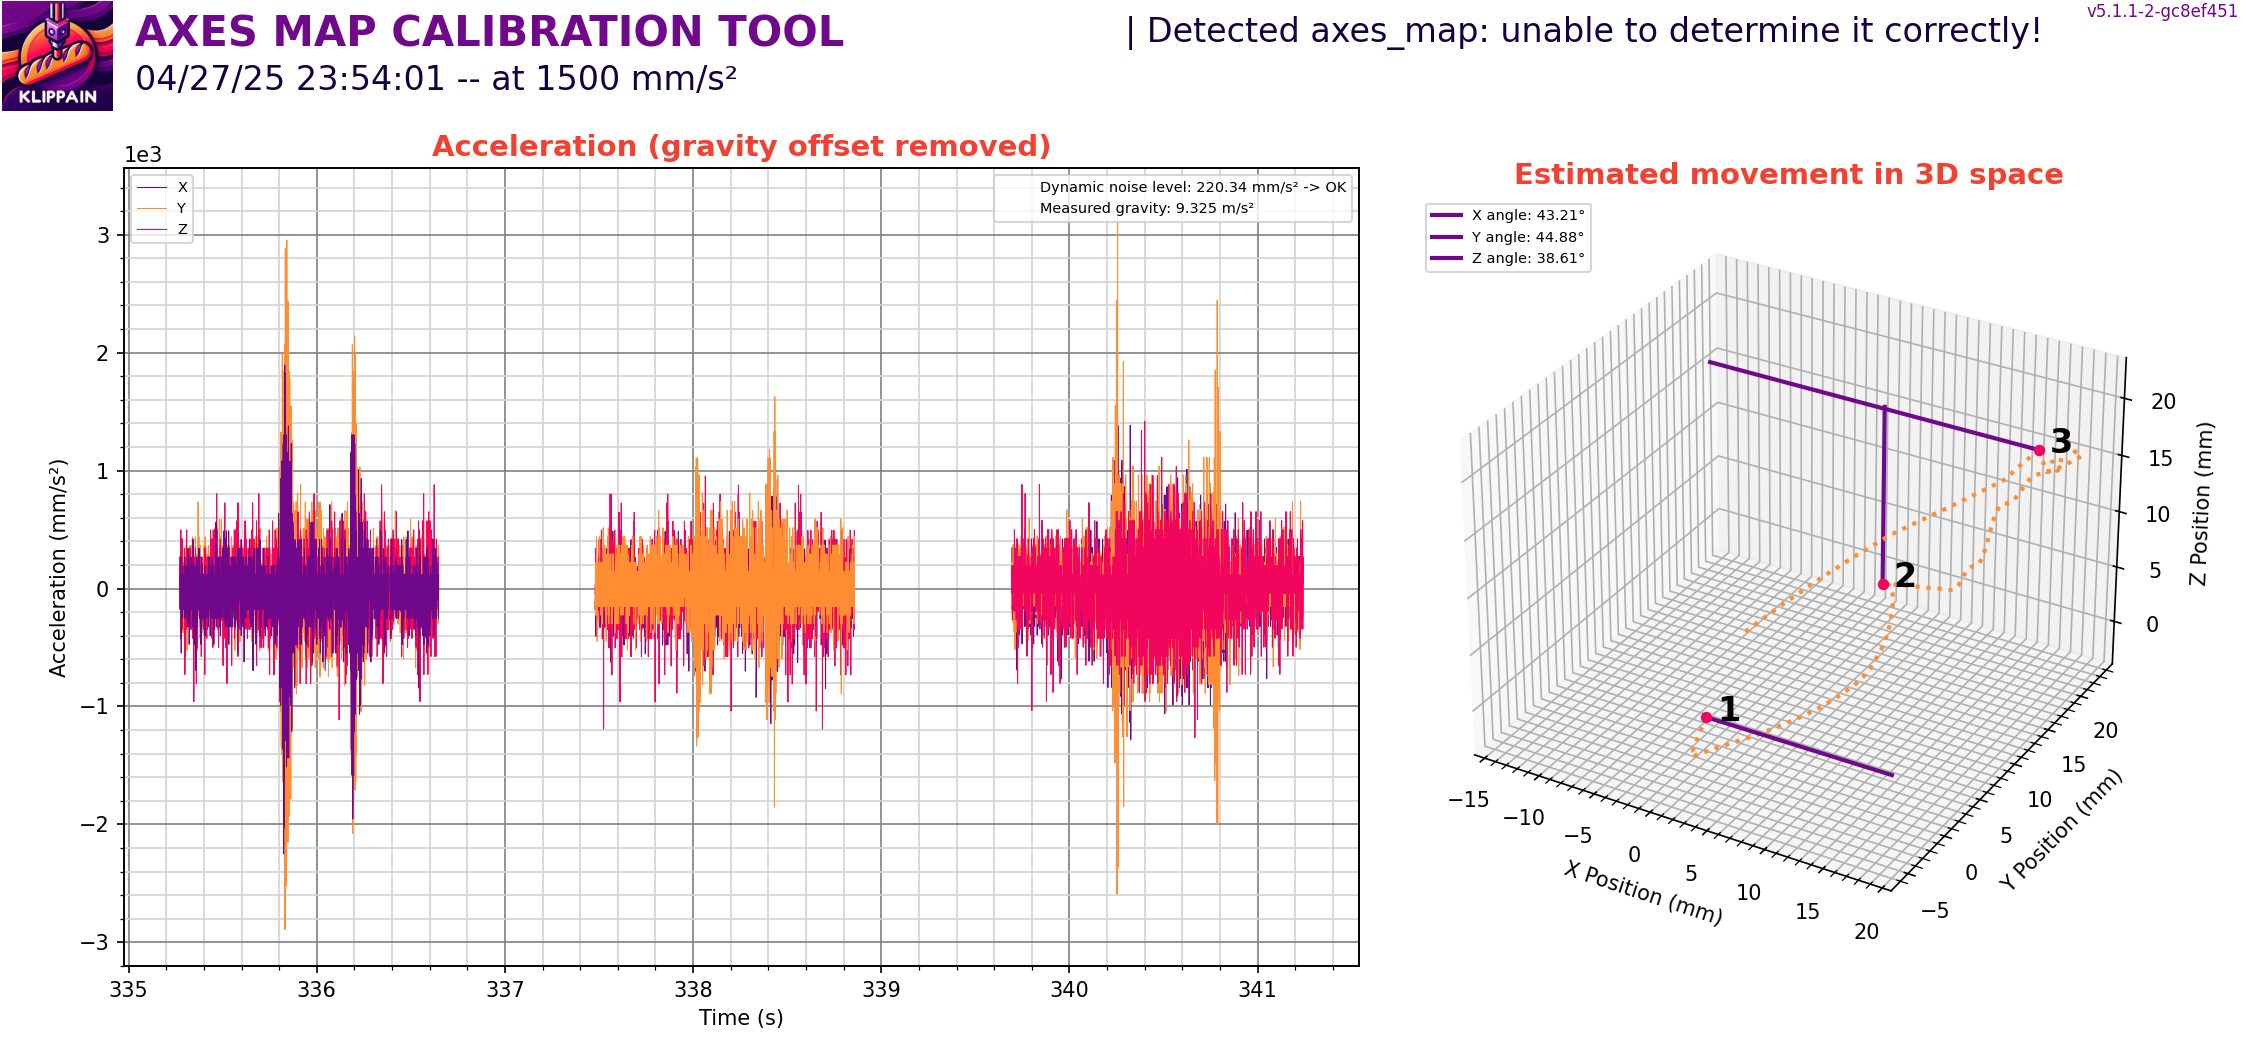 KLIPPAIN
AXES MAP CALIBRATION TOOL
04/27/25 23:54:01 -- at 1500 mm/s²
| Detected axes_map: unable to determine it correctly!
v5.1.1-2-gc8ef451
Acceleration (gravity offset removed)
1e3
X
Y
Z
Dynamic noise level: 220.34 mm/s² -> OK
Measured gravity: 9.325 m/s²
Acceleration (mm/s²)
3
2
1
0
−1
−2
−3
335
336
337
338
339
340
341
Time (s)
Estimated movement in 3D space
X angle: 43.21°
Y angle: 44.88°
Z angle: 38.61°
3
2
1
20
15
10
5
0
Z Position (mm)
−15
−10
−5
0
5
10
15
20
X Position (mm)
−5
0
5
10
15
20
Y Position (mm)